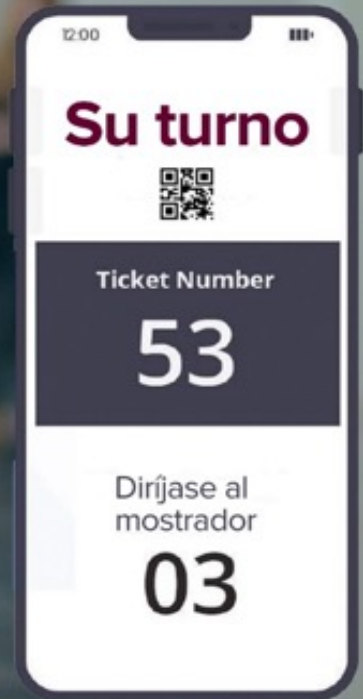 12:00
Su turno
Ticket Number
53
Diríjase al
mostrador
03